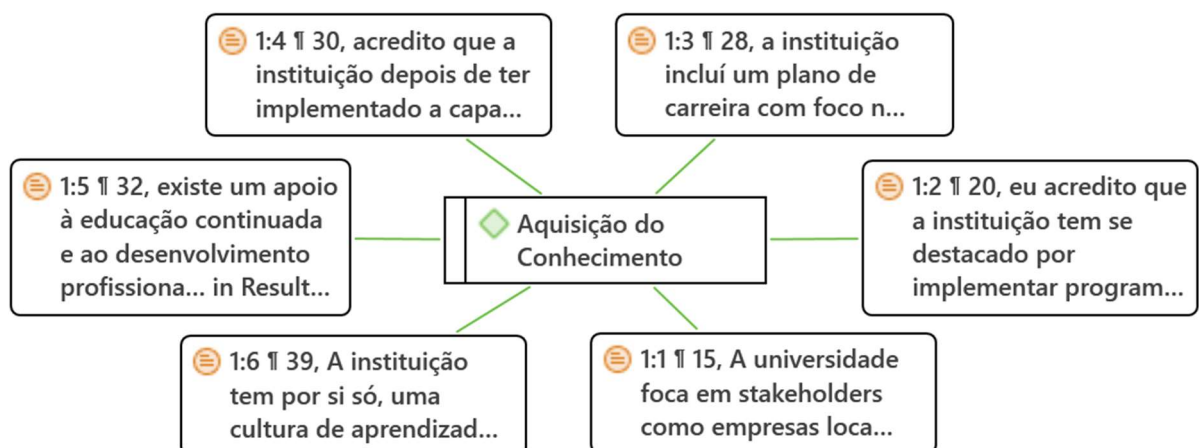 1:4 ¶ 30, acredito que a
instituição depois de ter
implementado a capa...
1:3 ¶ 28, a instituição
incluí um plano de
carreira com foco n...
1:5 ¶ 32, existe um apoio
à educação continuada
e ao desenvolvimento
profissiona... in Result...
Aquisição do
Conhecimento
1:2 ¶ 20, eu acredito que
a instituição tem se
destacado por
implementar program...
1:6 ¶ 39, A instituição
tem por si só, uma
cultura de aprendizad...
1:1 ¶ 15, A universidade
foca em stakeholders
como empresas loca...